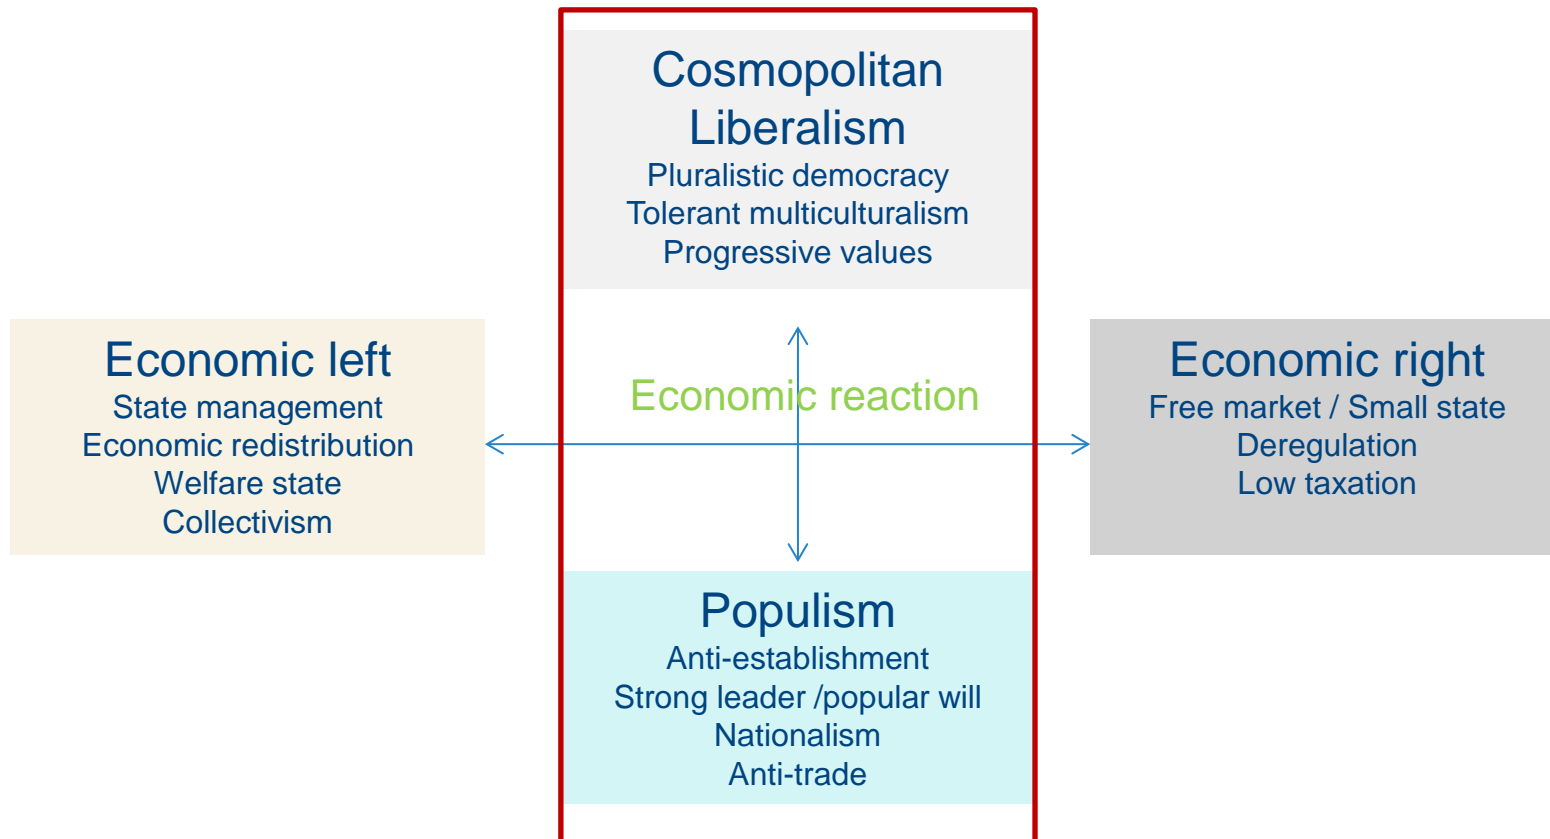 Cosmopolitan
Liberalism
Pluralistic democracy
Tolerant multiculturalism
Progressive values
Economic left
State management
Economic redistribution
Welfare state
Collectivism
Economic reaction
Economic right
Free market / Small state
Deregulation
Low taxation
Populism
Anti-establishment
Strong leader /popular will
Nationalism
Anti-trade